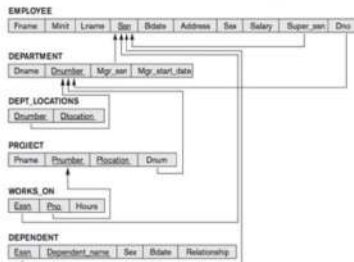 EMPLOYEE
Fname Minit Lname Ssn Bdate Address Sex Salary Super_ssn Dno
DEPARTMENT
Dname Dnumber Mgr_ssn Mgr_start_date
DEPT_LOCATIONS
Dnumber Dlocation
PROJECT
Pname Pnumber Plocation Dnum
WORKS_ON
Essn Pno Hours
DEPENDENT
Essn Dependent_name Sex Bdate Relationship